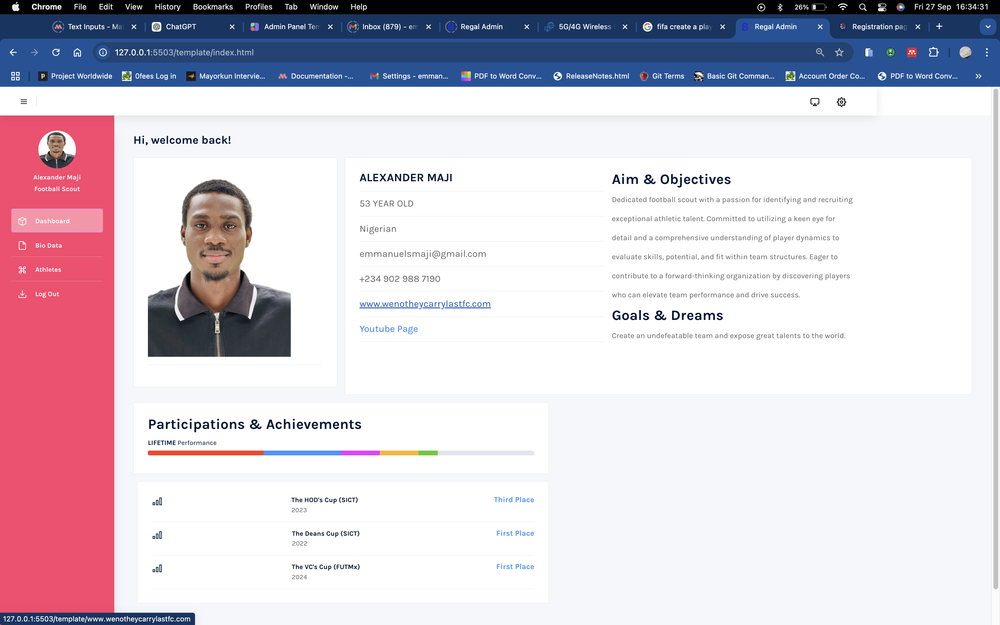 Chrome File Edit View History Bookmarks Profiles Tab Window Help 26% Fri 27 Sep 16:34:31
Text Inputs - Ma ChatGPT Admin Panel Tem Inbox (879) - em Regal Admin 5G/4G Wireless fifa create a play Regal Admin Registration pag
127.0.0.1:5503/template/index.html
Project Worldwide 0fees Log in Mayorkun Intervie... Documentation -... Settings - emman... PDF to Word Conv... ReleaseNotes.html Git Terms Basic Git Comman... Account Order Co... PDF to Word Conv...
Alexander Maji
Football Scout
Dashboard
Bio Data
Athletes
Log Out
Hi, welcome back!
ALEXANDER MAJI
53 YEAR OLD
Nigerian
emmanuelsmaji@gmail.com
+234 902 988 7190
www.wenotheycarrylastfc.com
Youtube Page
Aim & Objectives
Dedicated football scout with a passion for identifying and recruiting
exceptional athletic talent. Committed to utilizing a keen eye for
detail and a comprehensive understanding of player dynamics to
evaluate skills, potential, and fit within team structures. Eager to
contribute to a forward-thinking organization by discovering players
who can elevate team performance and drive success.
Goals & Dreams
Create an undefeatable team and expose great talents to the world.
Participations & Achievements
LIFETIME Performance
The HOD's Cup (SICT) Third Place
2023
The Deans Cup (SICT) First Place
2022
The VC's Cup (FUTMx) First Place
2024
127.0.0.1:5503/template/www.wenotheycarrylastfc.com